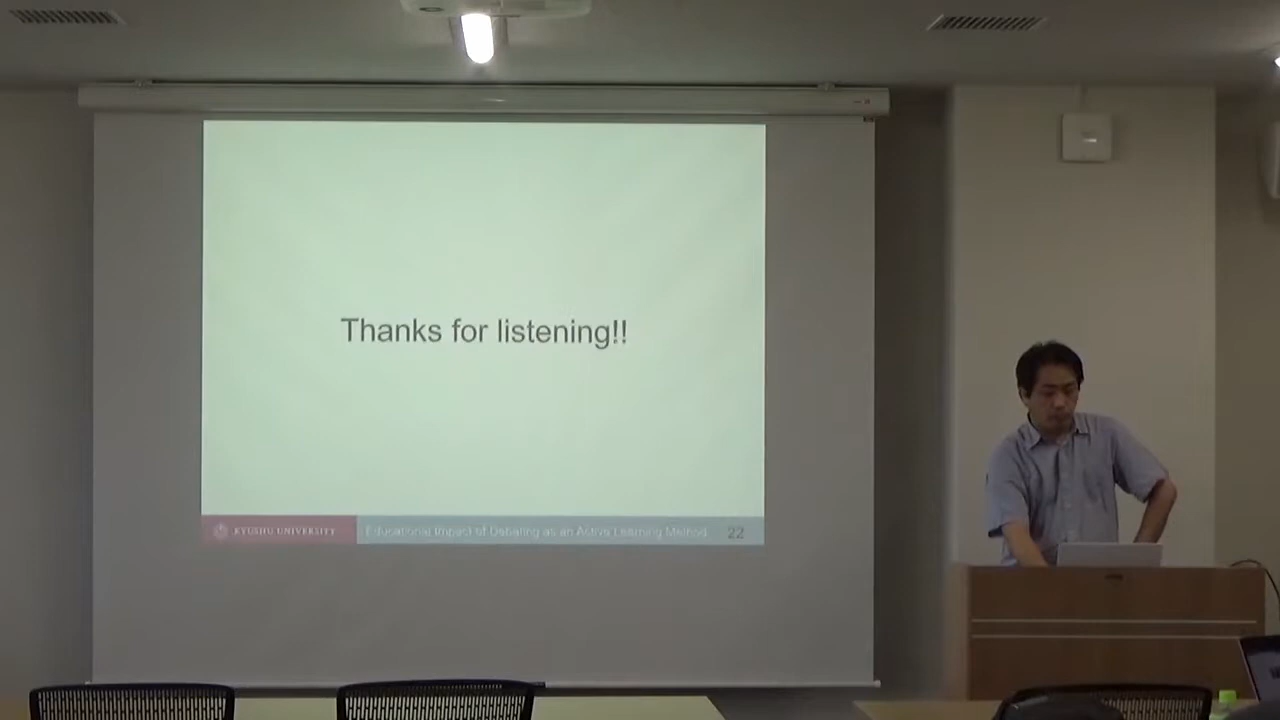 Thanks for listening!!
KYUSHU UNIVERSITY
Educational Impact of Debating as an Active Learning Method
22